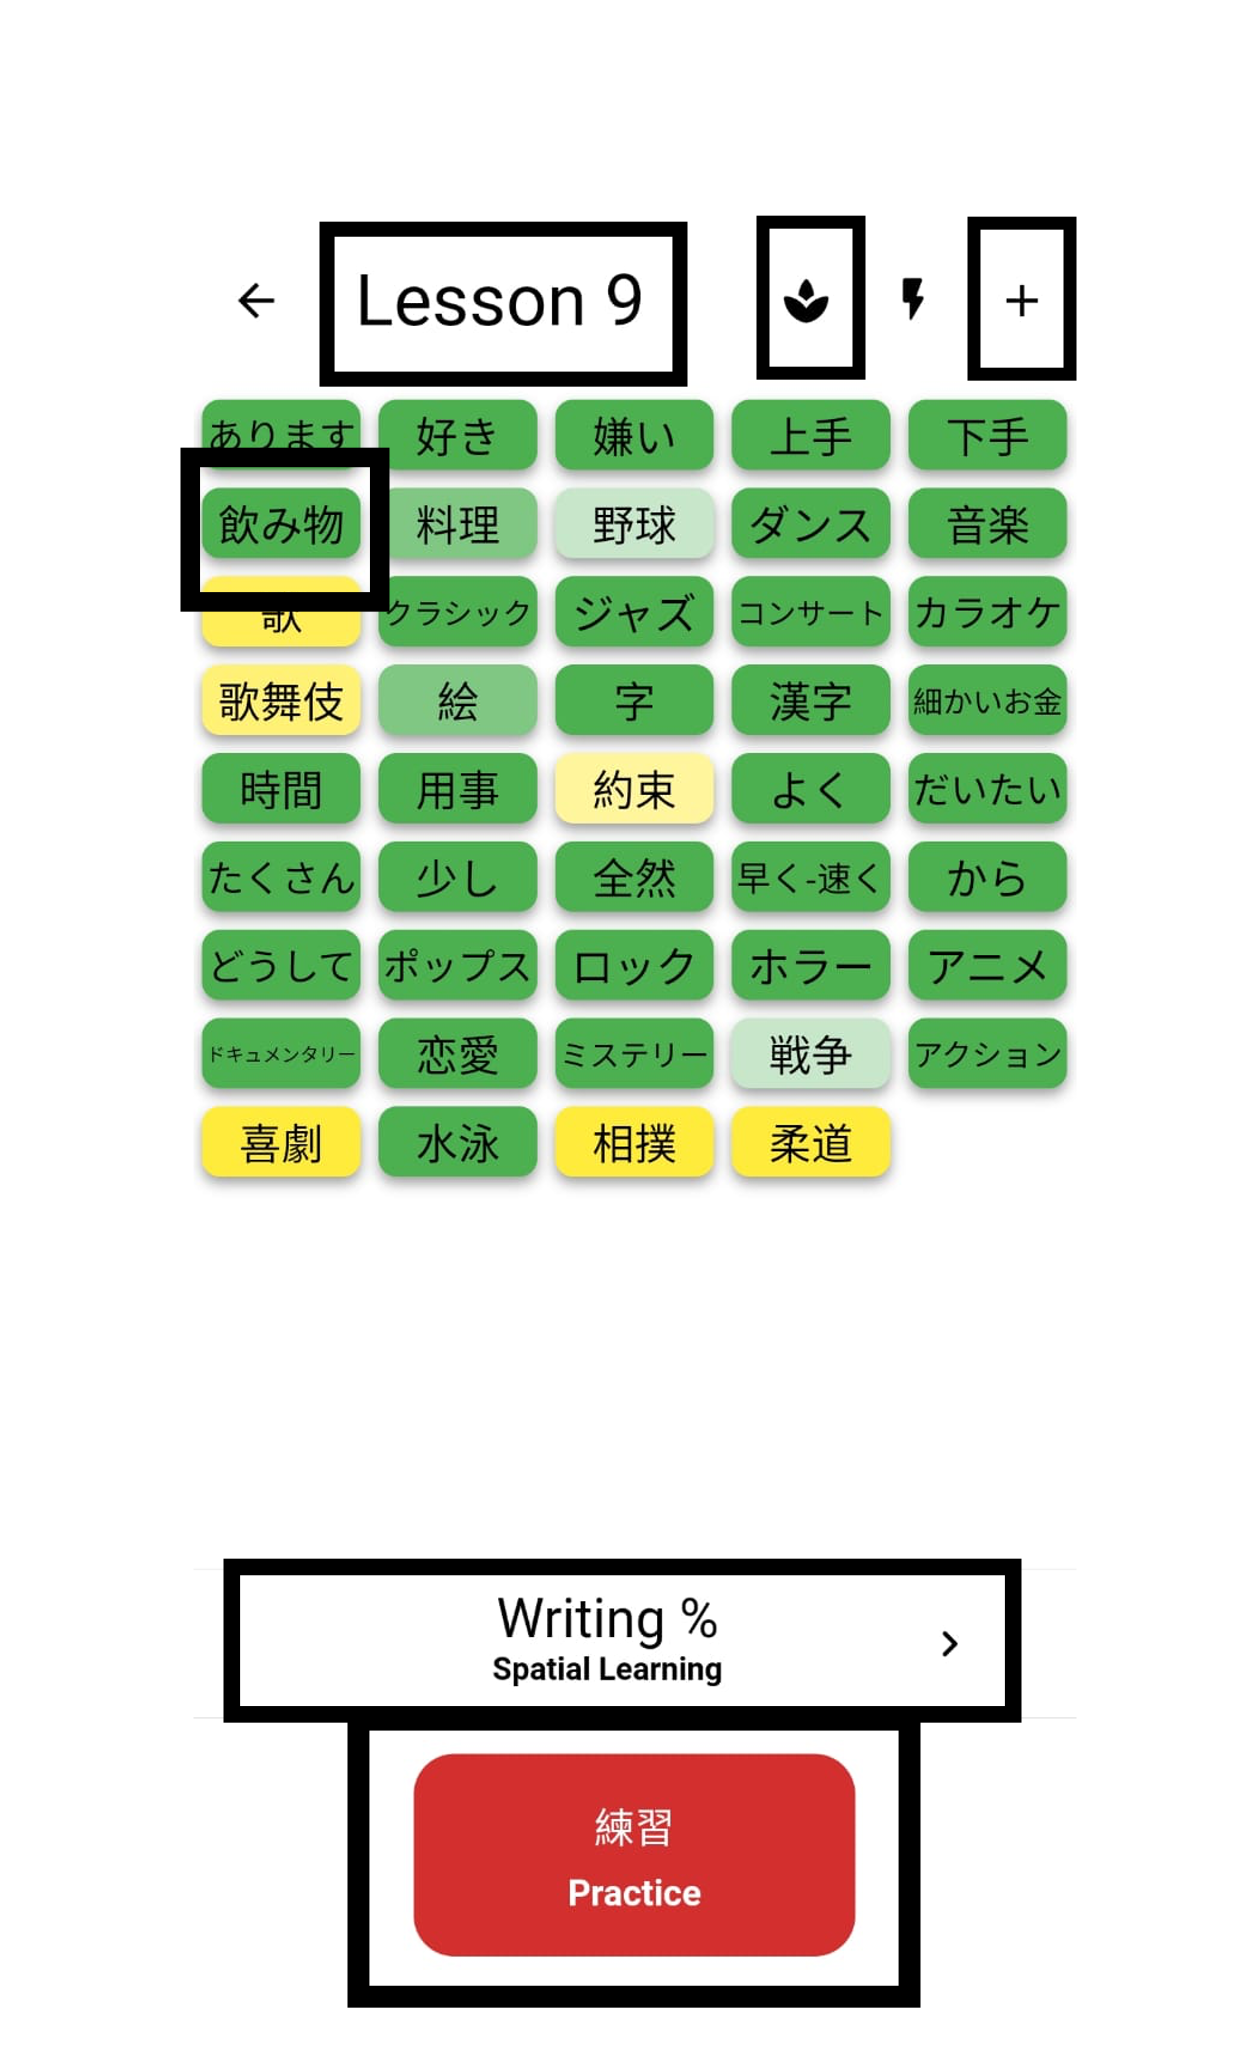 Lesson 9
あります 好き 嫌い 上手 下手
飲み物 料理 野球 ダンス 音楽
歌 クラシック ジャズ コンサート カラオケ
歌舞伎 絵 字 漢字 細かいお金
時間 用事 約束 よく だいたい
たくさん 少し 全然 早く-速く から
どうして ポップス ロック ホラー アニメ
ドキュメンタリー 恋愛 ミステリー 戦争 アクション
喜劇 水泳 相撲 柔道
Writing %
Spatial Learning
練習
Practice